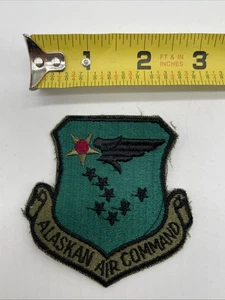 1 2 3
FT & IN
INCHES
ALASKAN AIR COMMAND